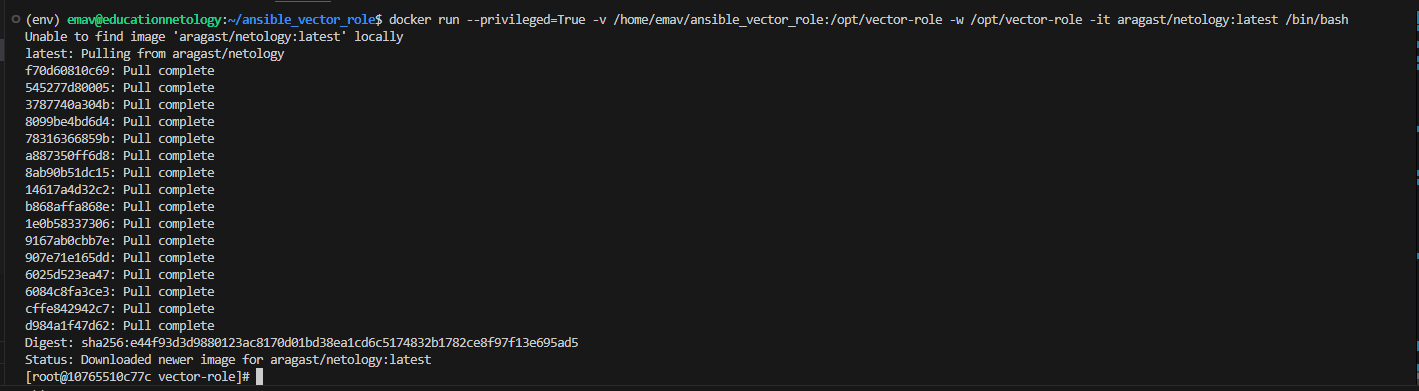 (env) emav@educationnetology:~/ansible_vector_role$ docker run --privileged=True -v /home/emav/ansible_vector_role:/opt/vector-role -w /opt/vector-role -it aragast/netology:latest /bin/bash
Unable to find image 'aragast/netology:latest' locally
latest: Pulling from aragast/netology
f70d60810c69: Pull complete
545277d80005: Pull complete
3787740a304b: Pull complete
8099be4bd6d4: Pull complete
78316366859b: Pull complete
a887350ff6d8: Pull complete
8ab90b51dc15: Pull complete
14617a4d32c2: Pull complete
b868affa868e: Pull complete
1e0b58337306: Pull complete
9167ab0cbb7e: Pull complete
907e71e165dd: Pull complete
6025d523ea47: Pull complete
6084c8fa3ce3: Pull complete
cffe842942c7: Pull complete
d984a1f47d62: Pull complete
Digest: sha256:e44f93d3d9880123ac8170d01bd38ea1cd6c5174832b1782ce8f97f13e695ad5
Status: Downloaded newer image for aragast/netology:latest
[root@10765510c77c vector-role]#